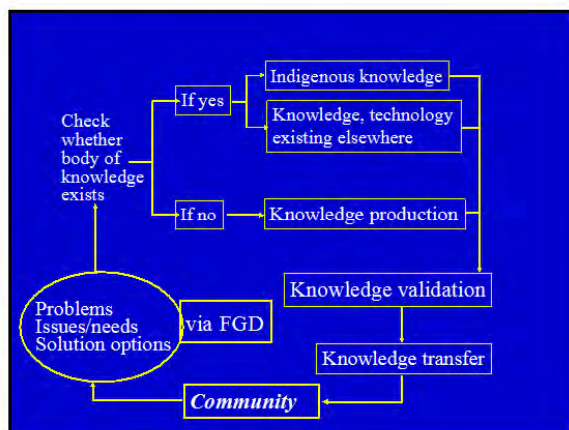 Indigenous knowledge
If yes
Knowledge, technology
existing elsewhere
Check
whether
body of
knowledge
exists
If no
Knowledge production
Knowledge validation
Problems
Issues/needs
Solution options
via FGD
Knowledge transfer
Community